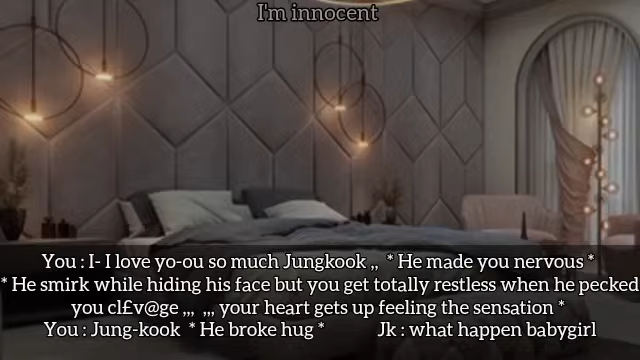 I'm innocent
You : I- I love yo-ou so much Jungkook ,, * He made you nervous *
* He smirk while hiding his face but you get totally restless when he pecked
you cl£v@ge ,,, ,,, your heart gets up feeling the sensation *
You : Jung-kook * He broke hug * Jk : what happen babygirl